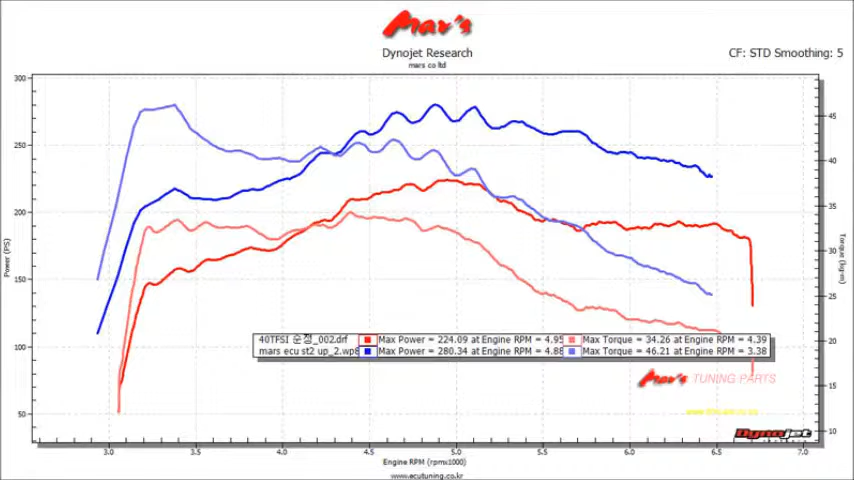 Mar's
Dynojet Research
mars co ltd
CF: STD Smoothing: 5
300
250
200
150
100
50
Power (PS)
45
40
35
30
25
20
15
10
Torque (kg-m)
40TFSI 순정_002.drf Max Power = 224.09 at Engine RPM = 4.95 Max Torque = 34.26 at Engine RPM = 4.39
mars ecu st2 up_2.wp8 Max Power = 280.34 at Engine RPM = 4.88 Max Torque = 46.21 at Engine RPM = 3.38
Mar's TUNING PARTS
Dynojet
3.0 3.5 4.0 4.5 5.0 5.5 6.0 6.5 7.0
Engine RPM (rpmx1000)
www.ecutuning.co.kr